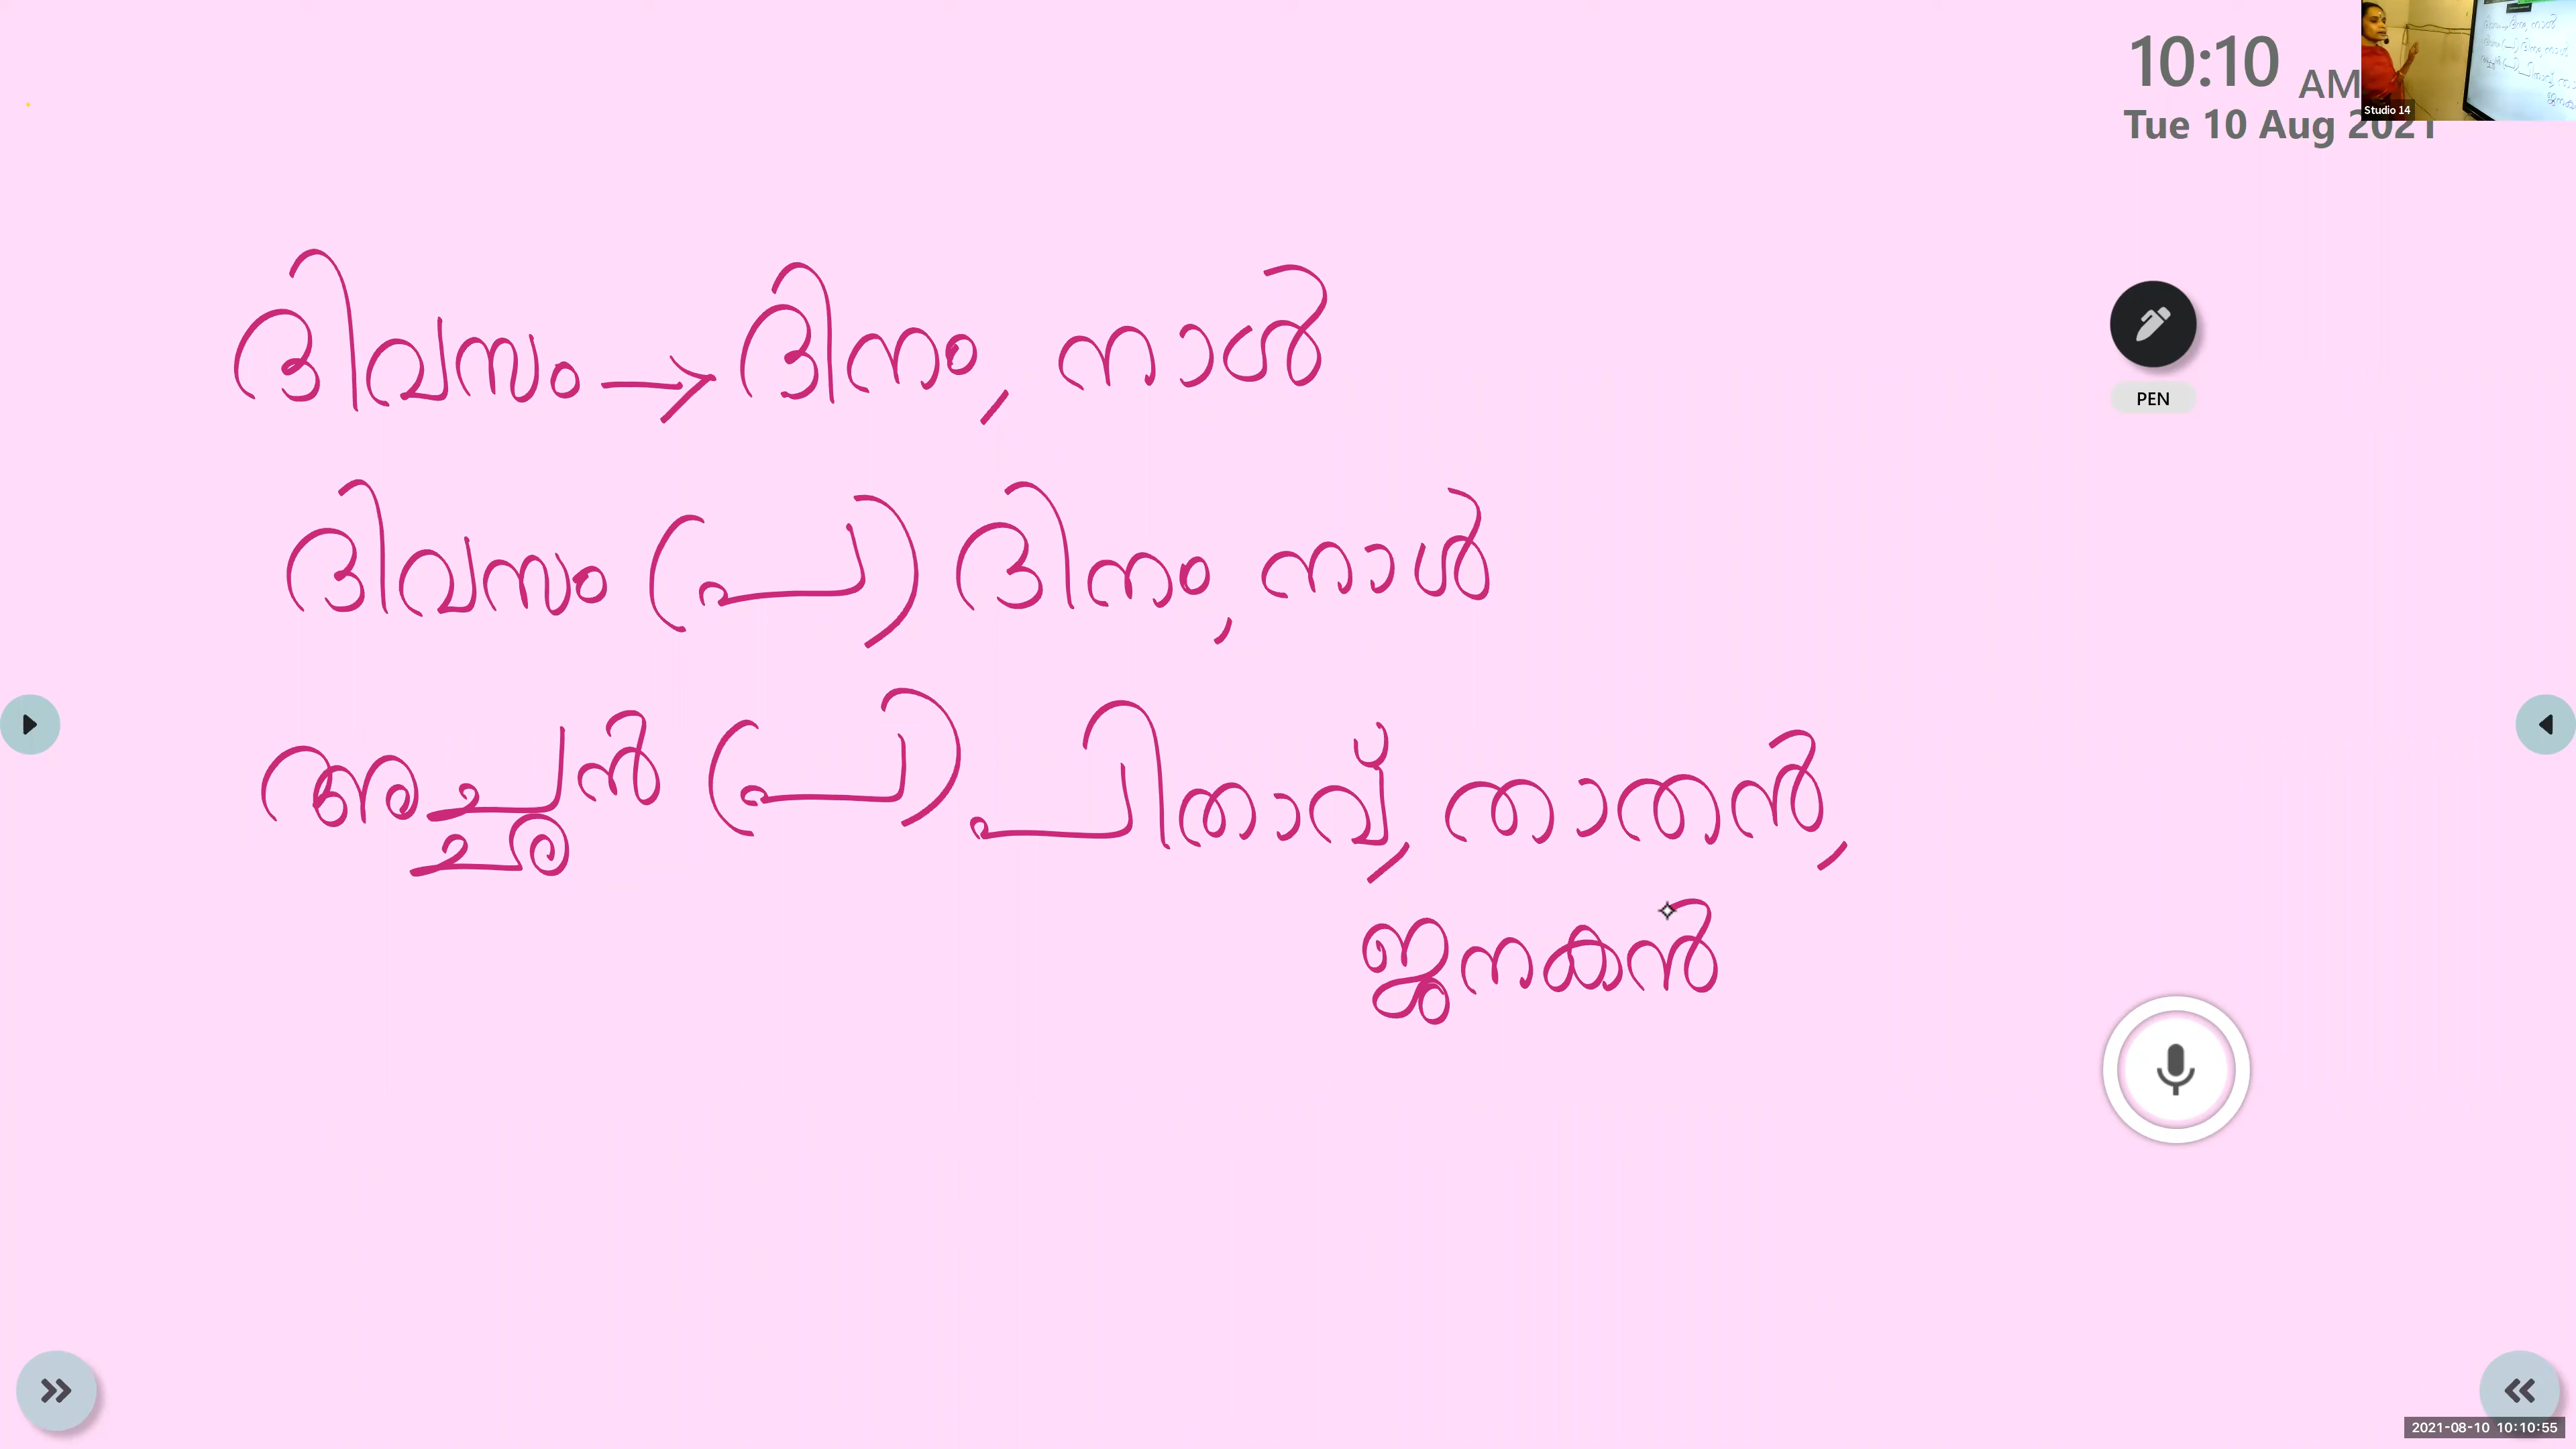 10:10 AM
Studio 14
Tue 10 Aug 2021
ദിവസം → ദിനം, നാൾ
PEN
ദിവസം (പ) ദിനം, നാൾ
അച്ഛൻ (പ) പിതാവ്, താതൻ,
ജനകൻ
2021-08-10 10:10:55